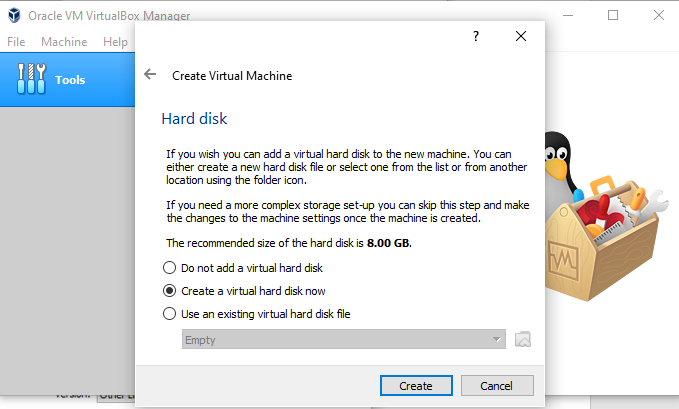 Oracle VM VirtualBox Manager
File Machine Help
?
Tools
Create Virtual Machine
Hard disk
If you wish you can add a virtual hard disk to the new machine. You can
either create a new hard disk file or select one from the list or from another
location using the folder icon.
If you need a more complex storage set-up you can skip this step and make
the changes to the machine settings once the machine is created.
The recommended size of the hard disk is 8.00 GB.
Do not add a virtual hard disk
Create a virtual hard disk now
Use an existing virtual hard disk file
Empty
Create Cancel